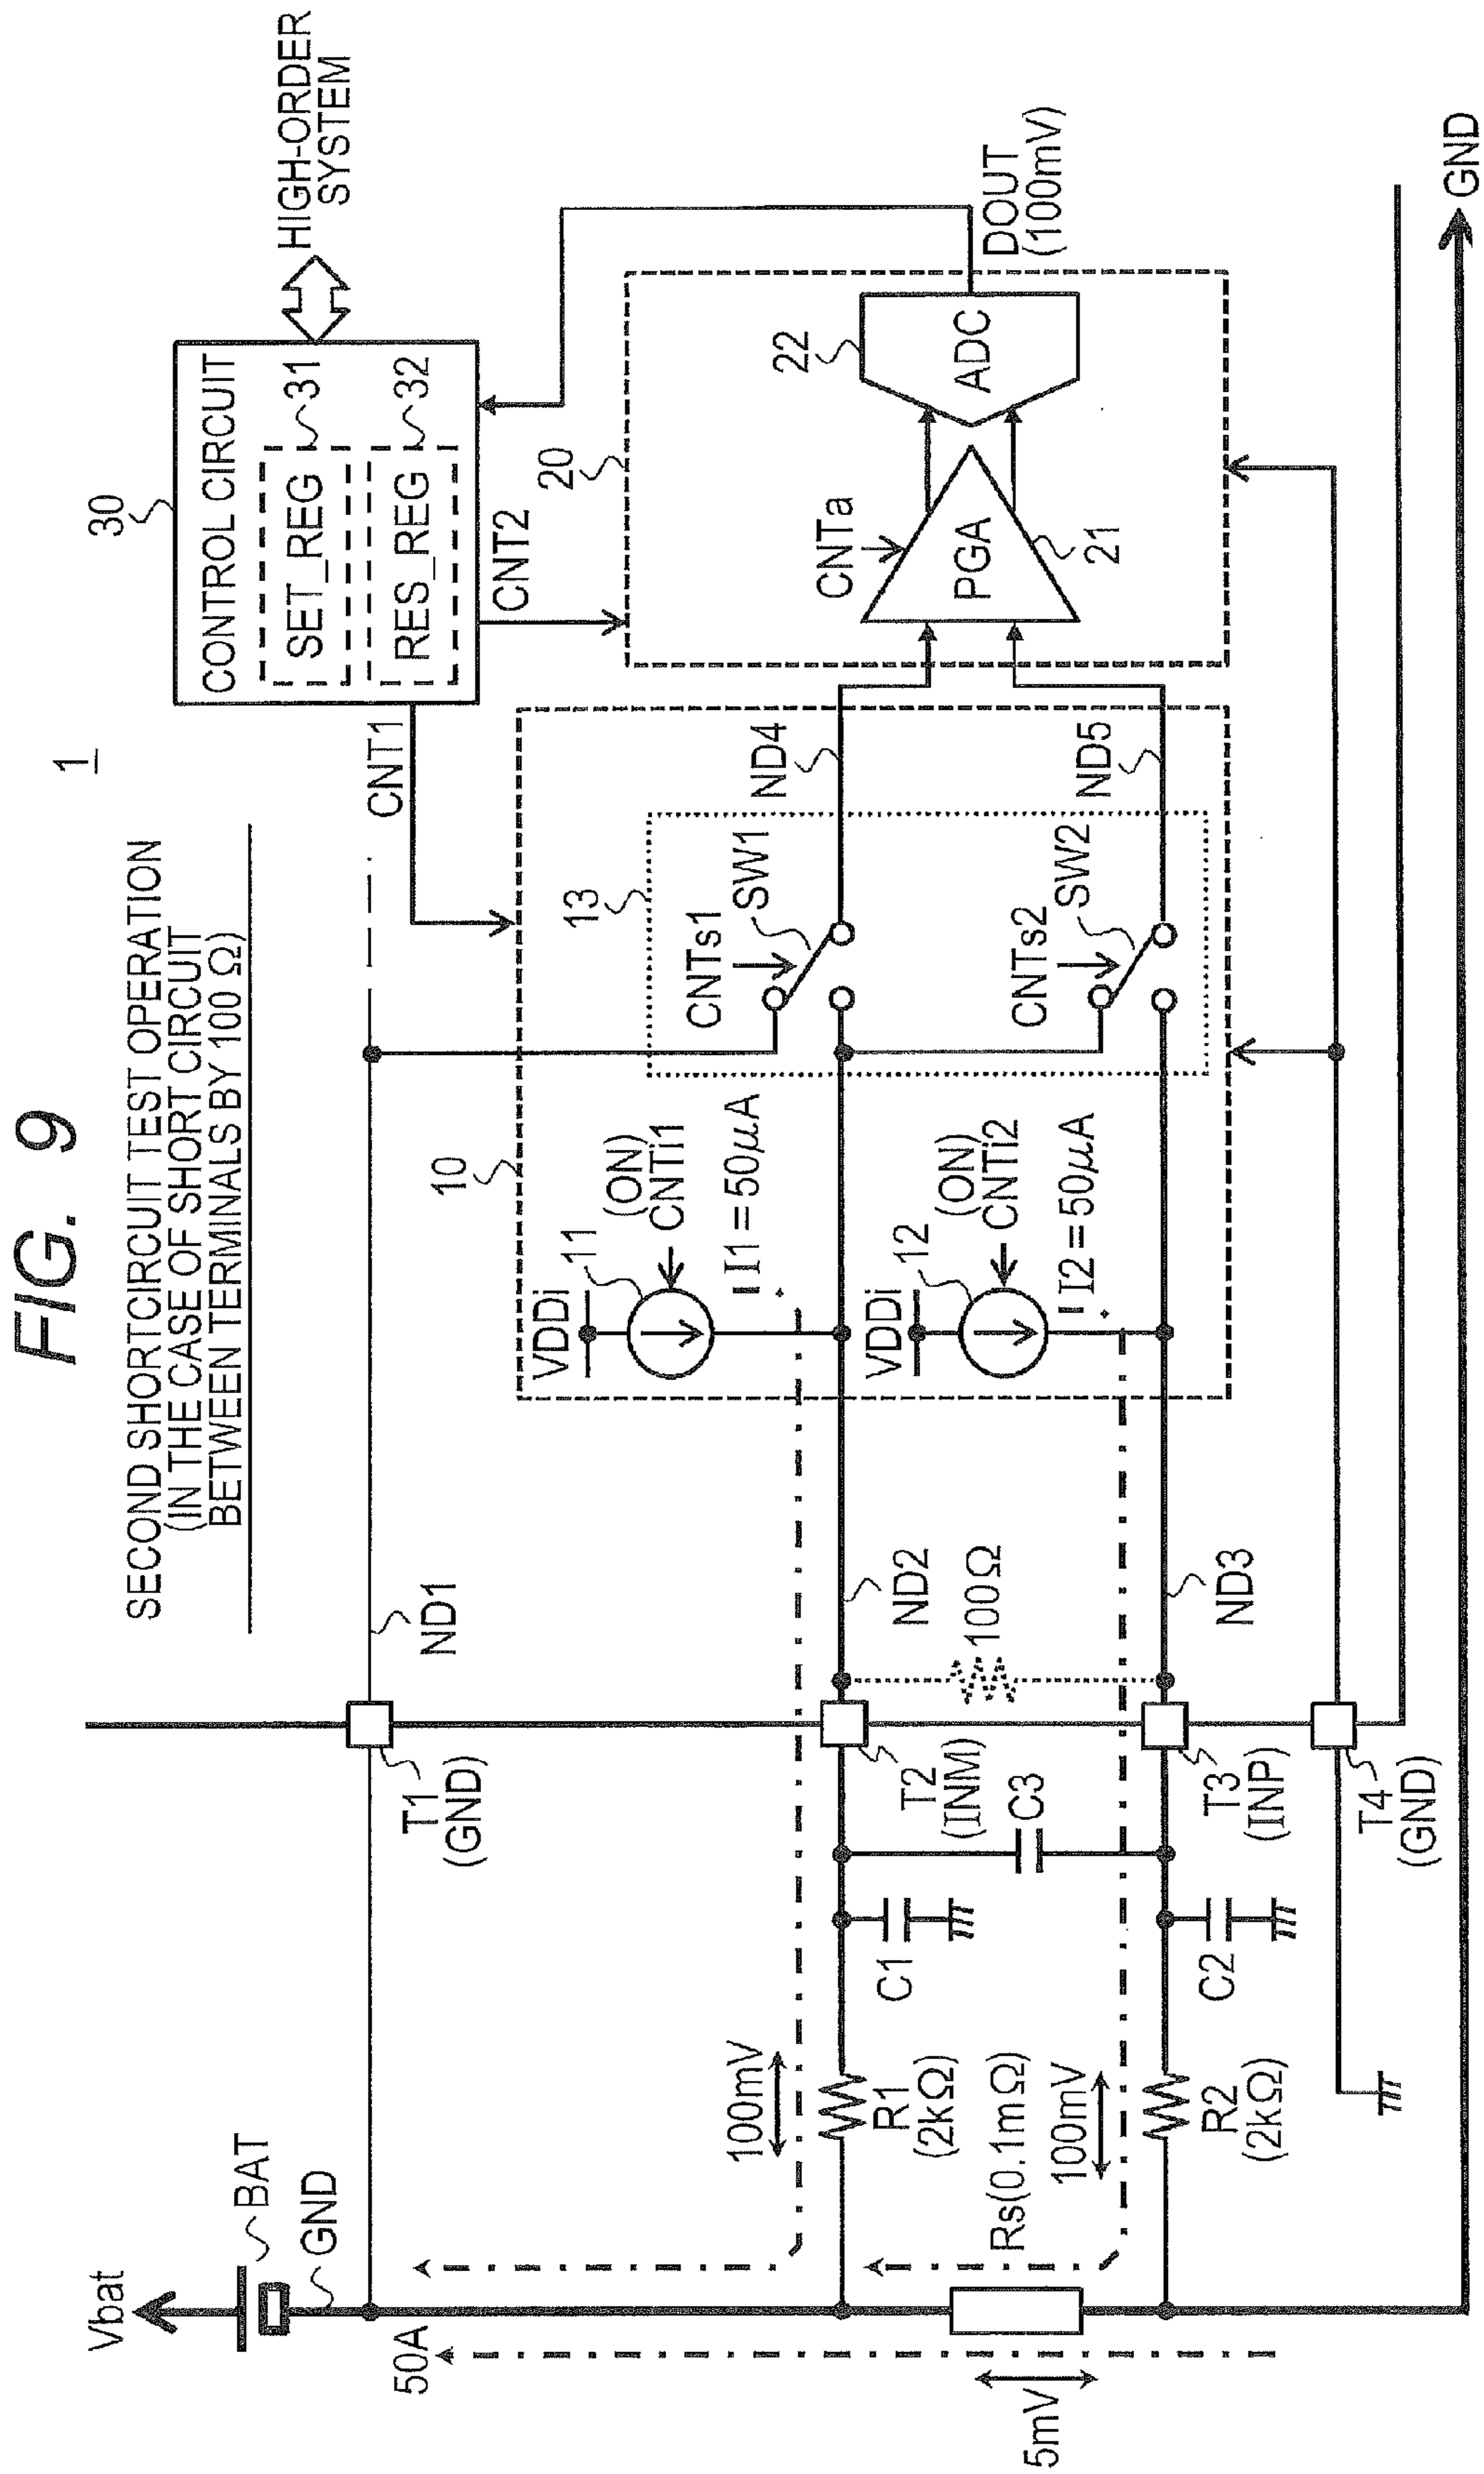 FIG. 9
SECOND SHORTCIRCUIT TEST OPERATION
(IN THE CASE OF SHORT CIRCUIT
BETWEEN TERMINALS BY 100 Ω)
1
Vbat
BAT
GND
50A
5mV
T1
(GND)
ND1
CNT1
30
CONTROL CIRCUIT
SET_REG
31
RES_REG
32
HIGH-ORDER
SYSTEM
CNT2
10
VDDi
11
(ON)
CNTi1
I1 = 50μA
13
CNTs1
SW1
ND4
20
CNTa
PGA
21
22
ADC
DOUT
(100mV)
100mV
R1
(2kΩ)
C1
T2
(INM)
C3
ND2
100Ω
VDDi
12
(ON)
CNTi2
I2 = 50μA
CNTs2
SW2
ND5
Rs(0.1mΩ)
100mV
R2
(2kΩ)
C2
T3
(INP)
ND3
T4
(GND)
GND